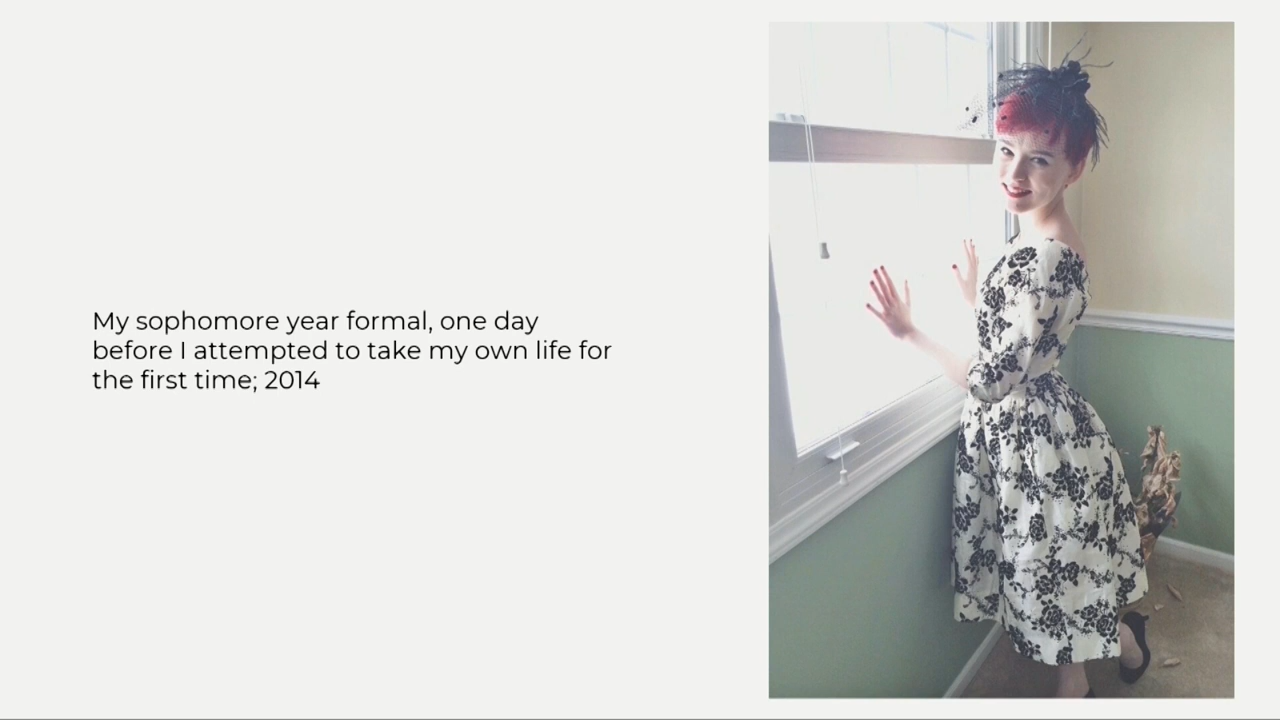 My sophomore year formal, one day
before I attempted to take my own life for
the first time; 2014